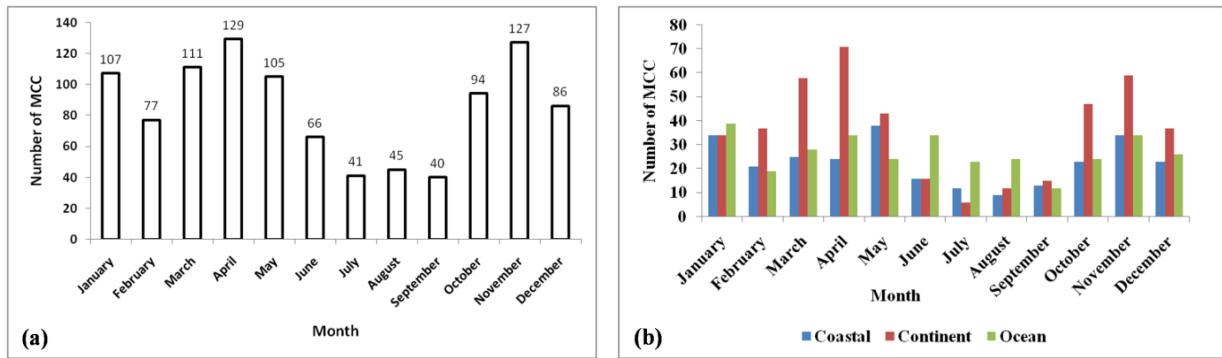 140
120
100
80
60
40
20
0
Number of MCC
107
77
111
129
105
66
41
45
40
94
127
86
January
February
March
April
May
June
July
August
September
October
November
December
Month
(a)
80
70
60
50
40
30
20
10
0
Number of MCC
January
February
March
April
May
June
July
August
September
October
November
December
Month
Coastal Continent Ocean
(b)